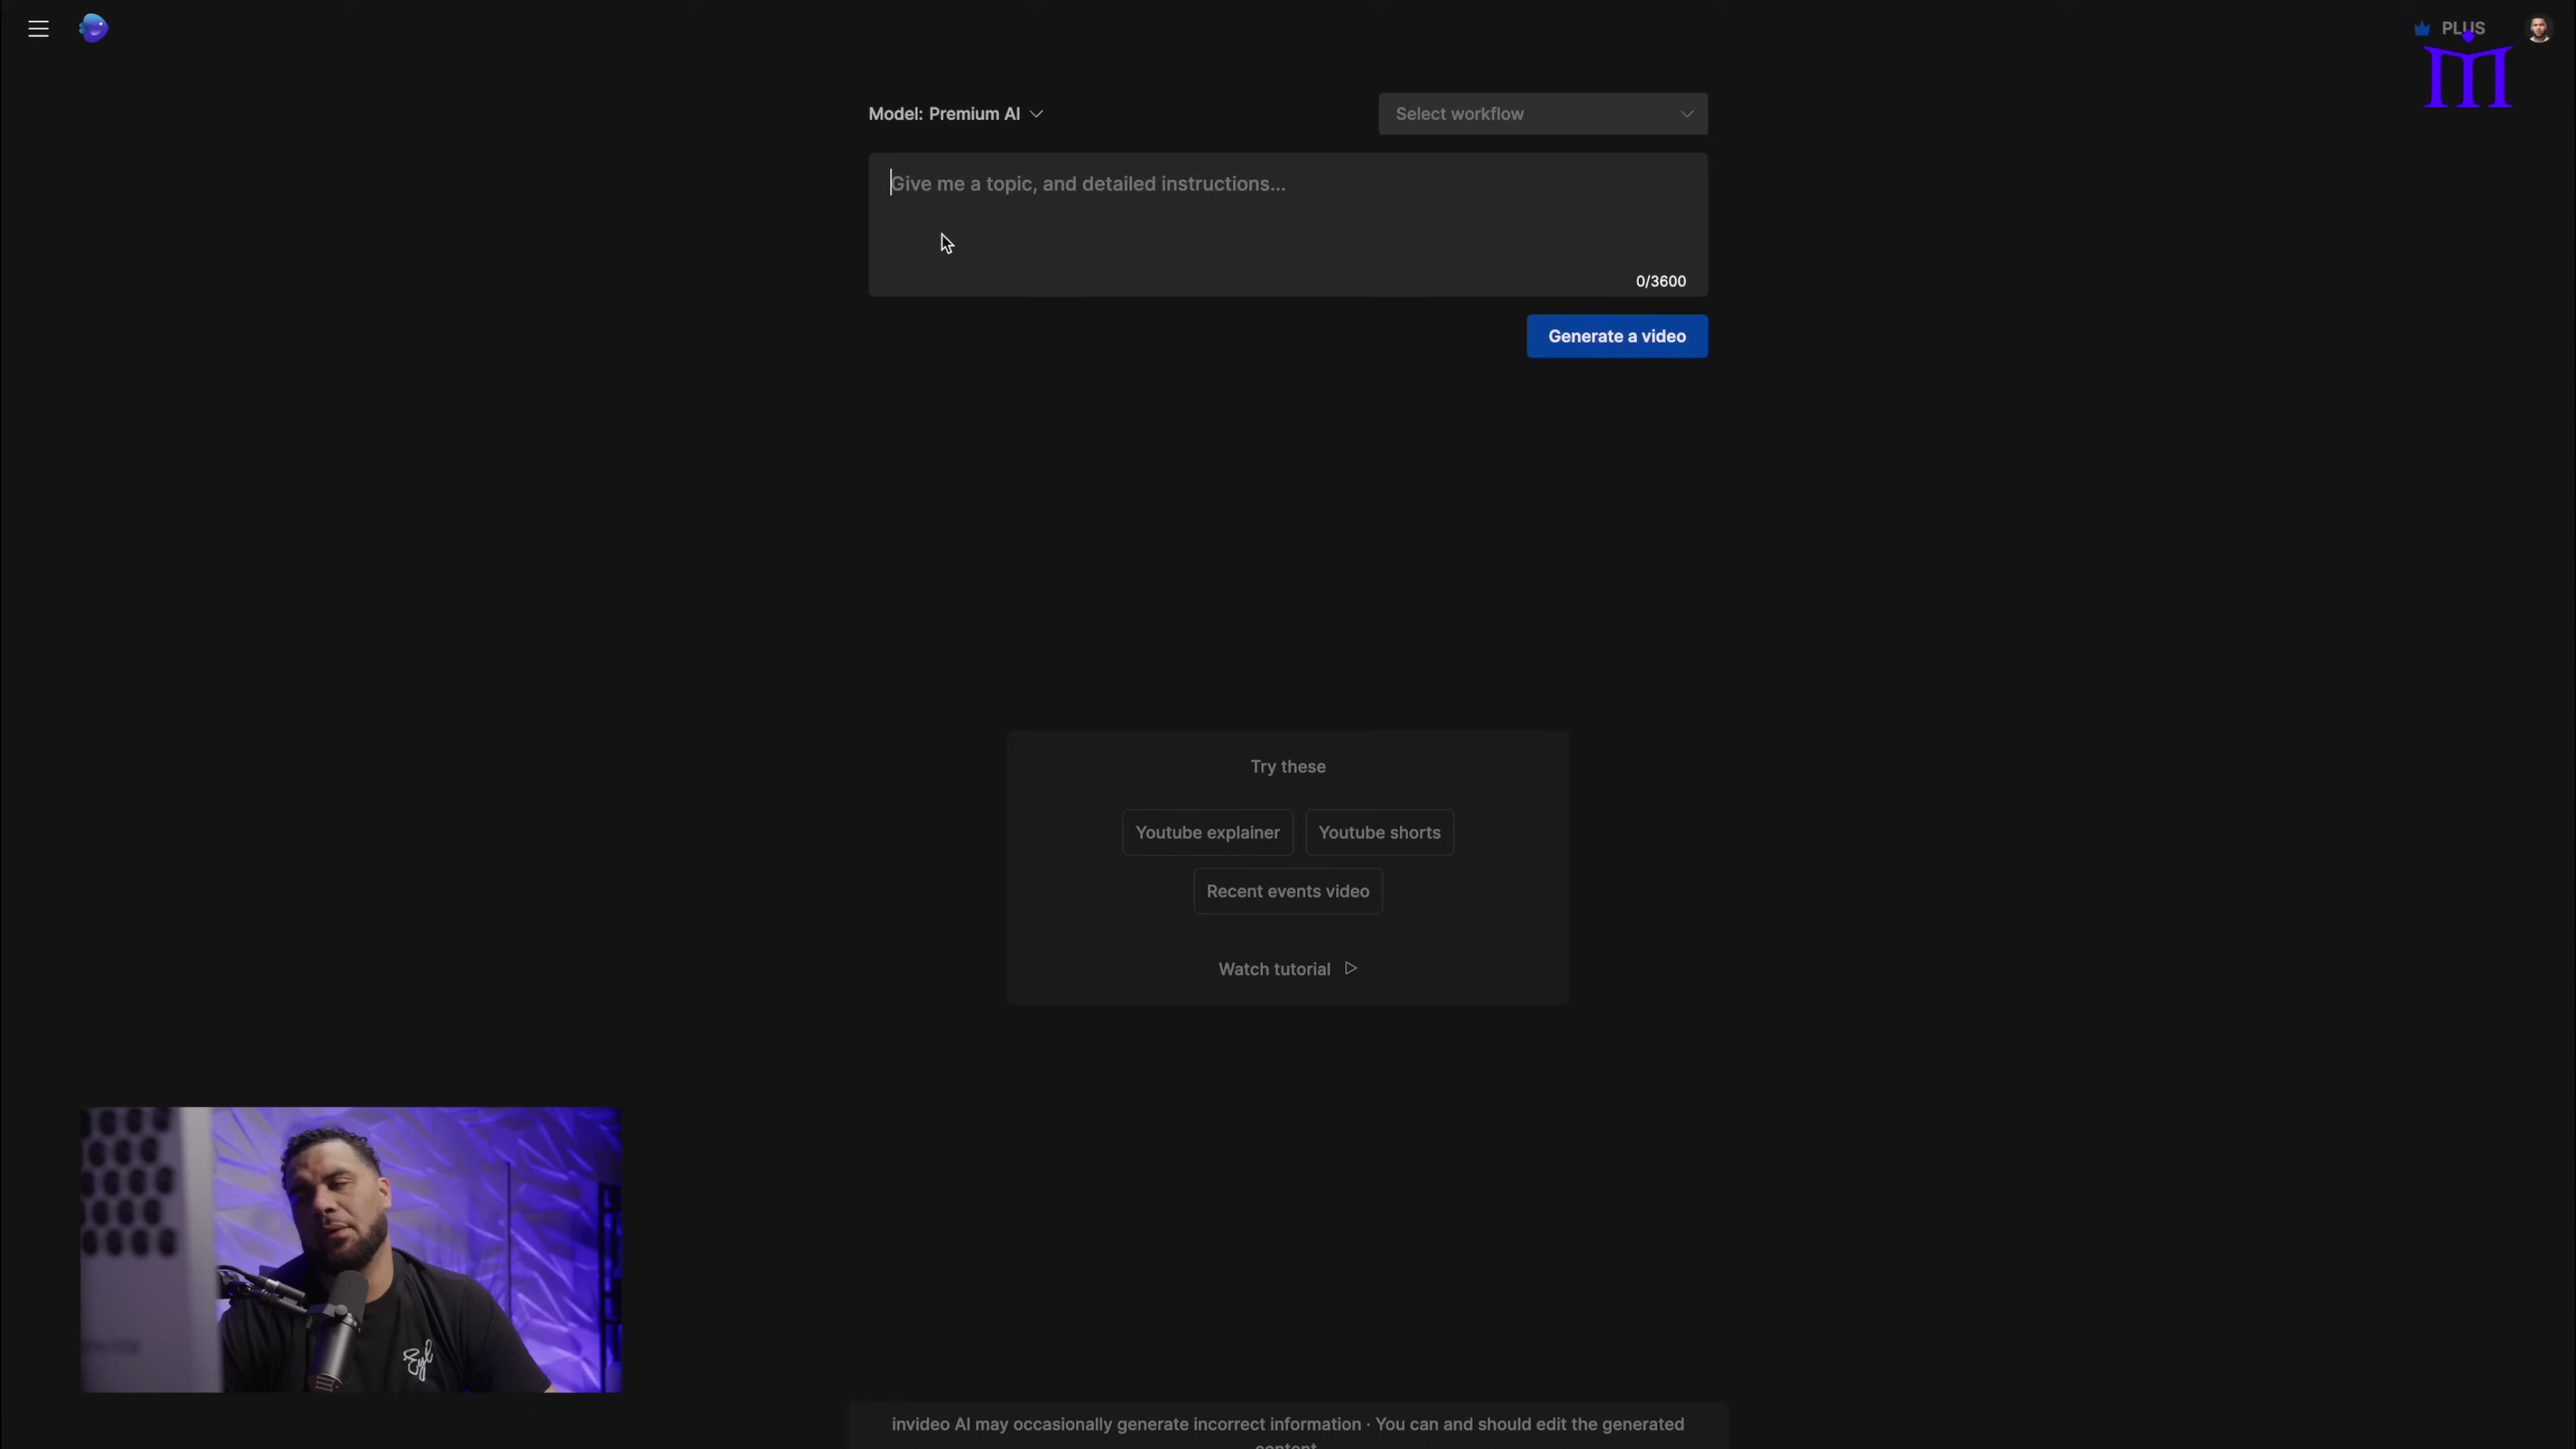 PLUS
Model: Premium AI
Select workflow
Give me a topic, and detailed instructions...
0/3600
Generate a video
Try these
Youtube explainer
Youtube shorts
Recent events video
Watch tutorial
Eyl
invideo AI may occasionally generate incorrect information · You can and should edit the generated
content